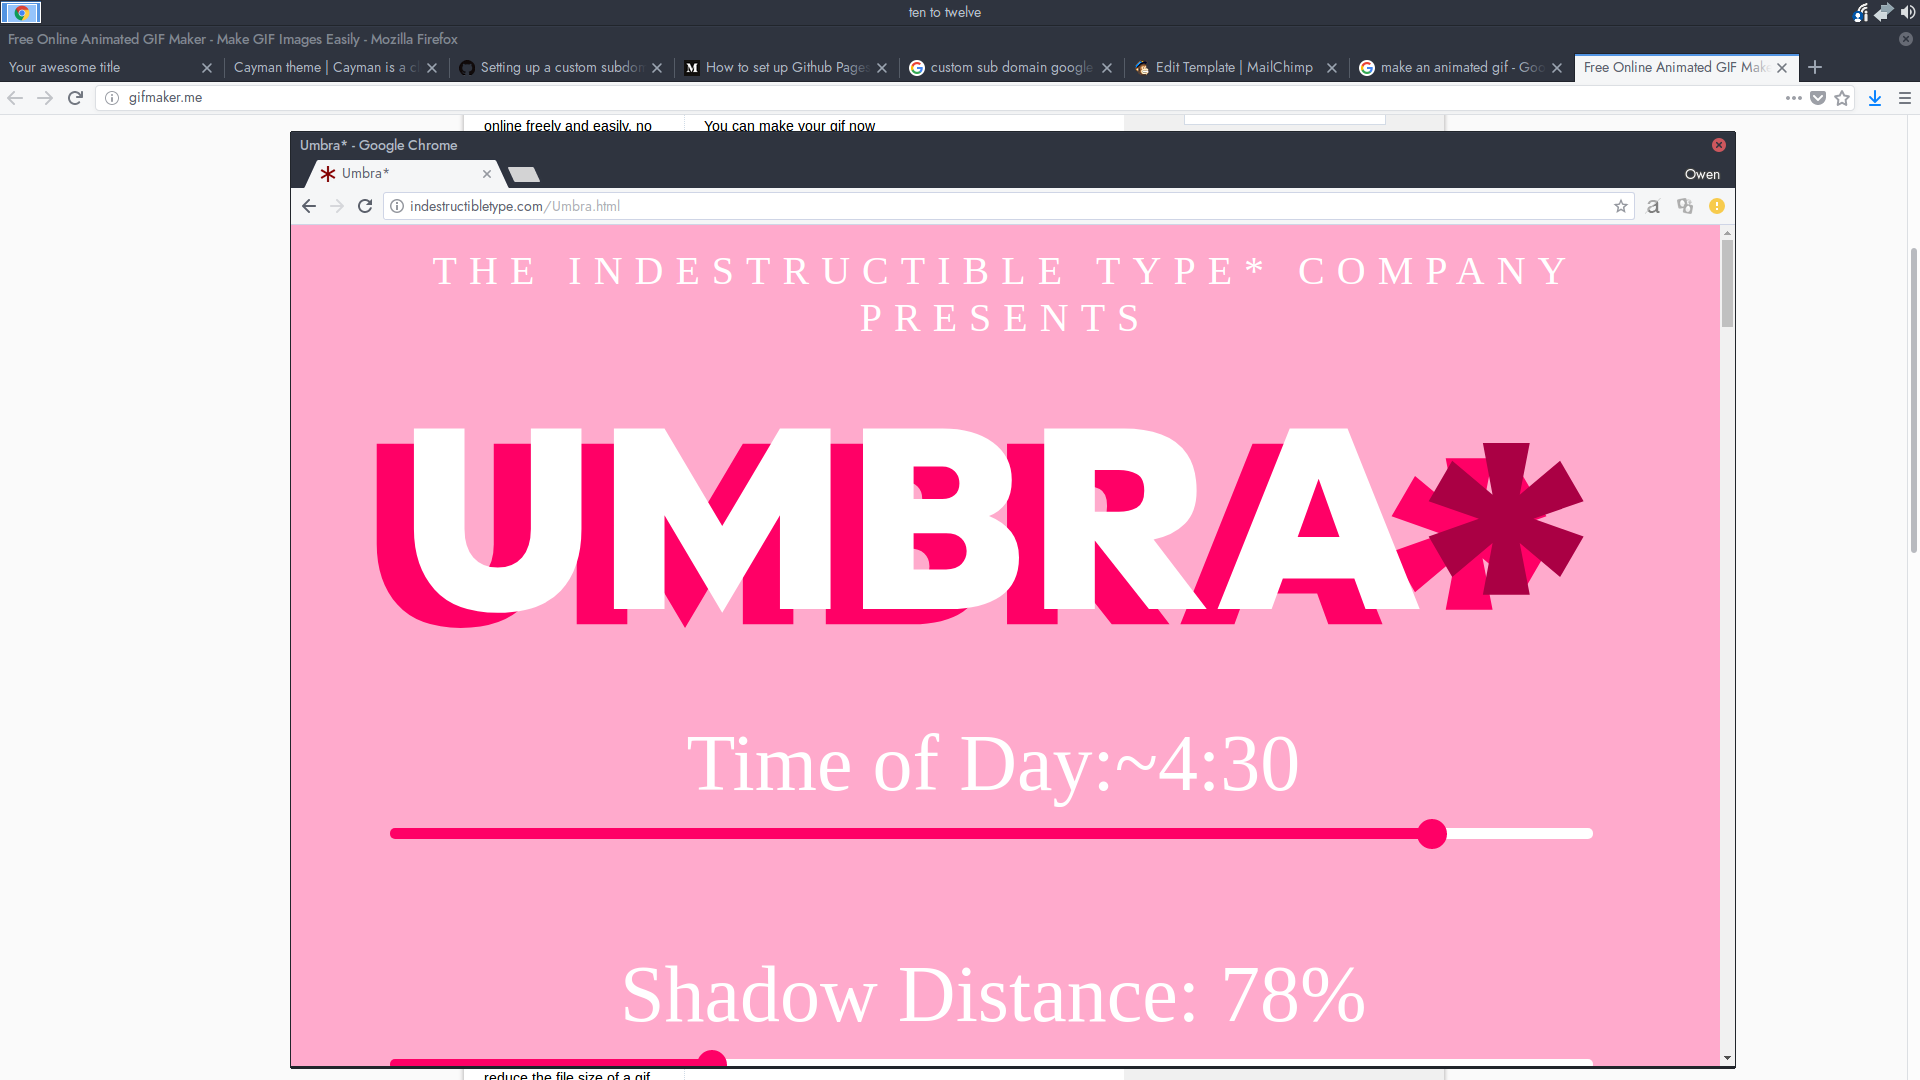 ten to twelve
Free Online Animated GIF Maker - Make GIF Images Easily - Mozilla Firefox
Your awesome title
Cayman theme | Cayman is a c
Setting up a custom subdon
How to set up Github Page
custom sub domain google
Edit Template | MailChimp
make an animated gif - Goo
Free Online Animated GIF Make
gifmaker.me
online freely and easily, no
You can make your gif now
Umbra* - Google Chrome
Umbra*
Owen
indestructibletype.com/Umbra.html
THE INDESTRUCTIBLE TYPE* COMPANY
PRESENTS
UMBRA*
Time of Day:~4:30
Shadow Distance: 78%
reduce the file size of a gif